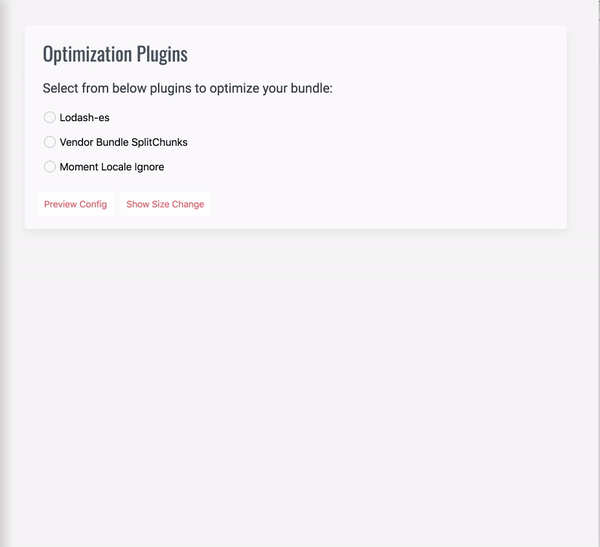 Optimization Plugins
Select from below plugins to optimize your bundle:
Lodash-es
Vendor Bundle SplitChunks
Moment Locale Ignore
Preview Config Show Size Change